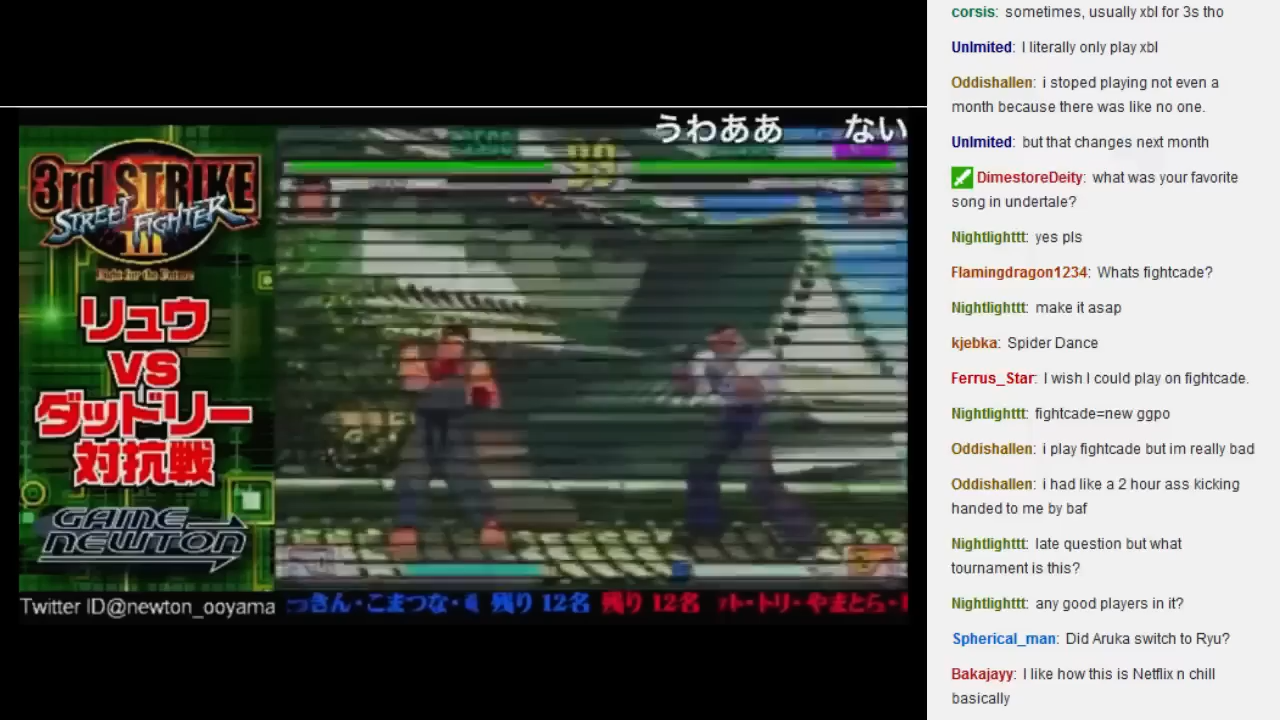 うわああ ない
3rd STRIKE
STREET FIGHTER
III
Fight for the Future
リュウ
VS
ダッドリー
対抗戦
GAME
NEWTON
Twitter ID@newton_ooyama
っきん・こまつな・ 残り 12名 残り 12名 ・トリ・やまとら・
corsis: sometimes, usually xbl for 3s tho
Unlmited: I literally only play xbl
Oddishallen: i stoped playing not even a
month because there was like no one.
Unlmited: but that changes next month
DimestoreDeity: what was your favorite
song in undertale?
Nightlighttt: yes pls
Flamingdragon1234: Whats fightcade?
Nightlighttt: make it asap
kjebka: Spider Dance
Ferrus_Star: I wish I could play on fightcade.
Nightlighttt: fightcade=new ggpo
Oddishallen: i play fightcade but im really bad
Oddishallen: i had like a 2 hour ass kicking
handed to me by baf
Nightlighttt: late question but what
tournament is this?
Nightlighttt: any good players in it?
Spherical_man: Did Aruka switch to Ryu?
Bakajayy: I like how this is Netflix n chill
basically